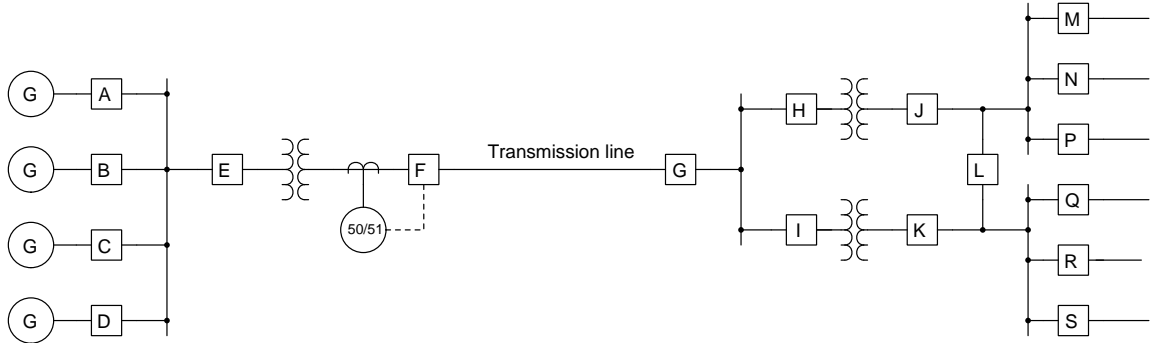 M
G A
H J N
P
Transmission line
G B E F G L
50/51
Q
G C I K
R
G D S